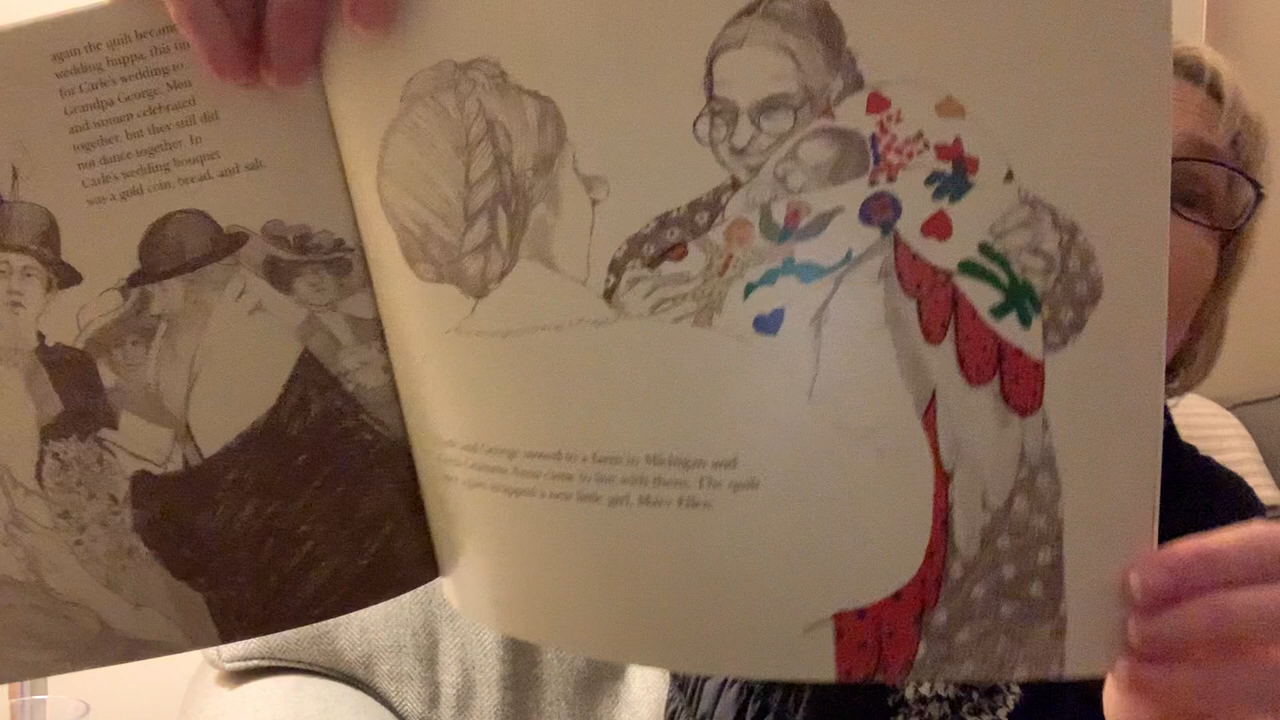 again the quilt became
wedding huppa, this tim
for Carle's wedding to
Grandpa George. Men
and women celebrated
together, but they still did
not dance together. In
Carle's wedding bouquet
was a gold coin, bread, and salt.
and George moved to a farm in Michigan and
Anna came to live with them. The quilt
wrapped a new little girl, Mary Ellen.